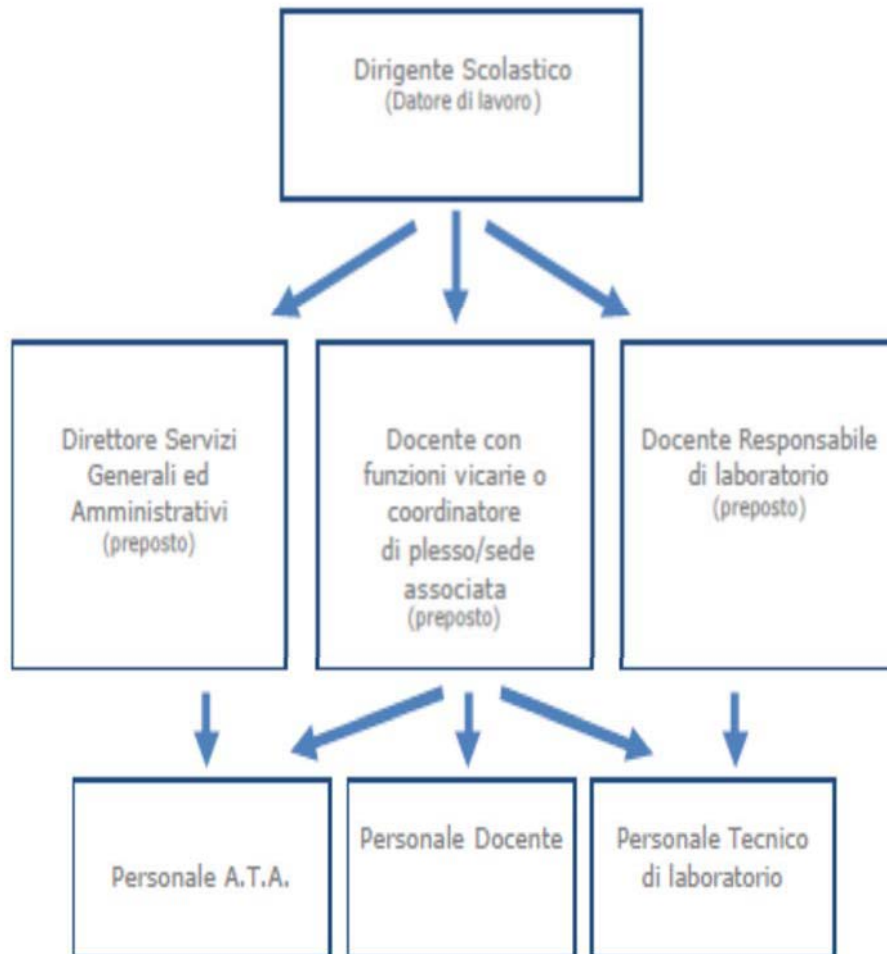 Dirigente Scolastico
(Datore di lavoro)
Direttore Servizi
Generali ed
Amministrativi
(preposto)
Docente con
funzioni vicarie o
coordinatore
di plesso/sede
associata
(preposto)
Docente Responsabile
di laboratorio
(preposto)
Personale A.T.A.
Personale Docente
Personale Tecnico
di laboratorio